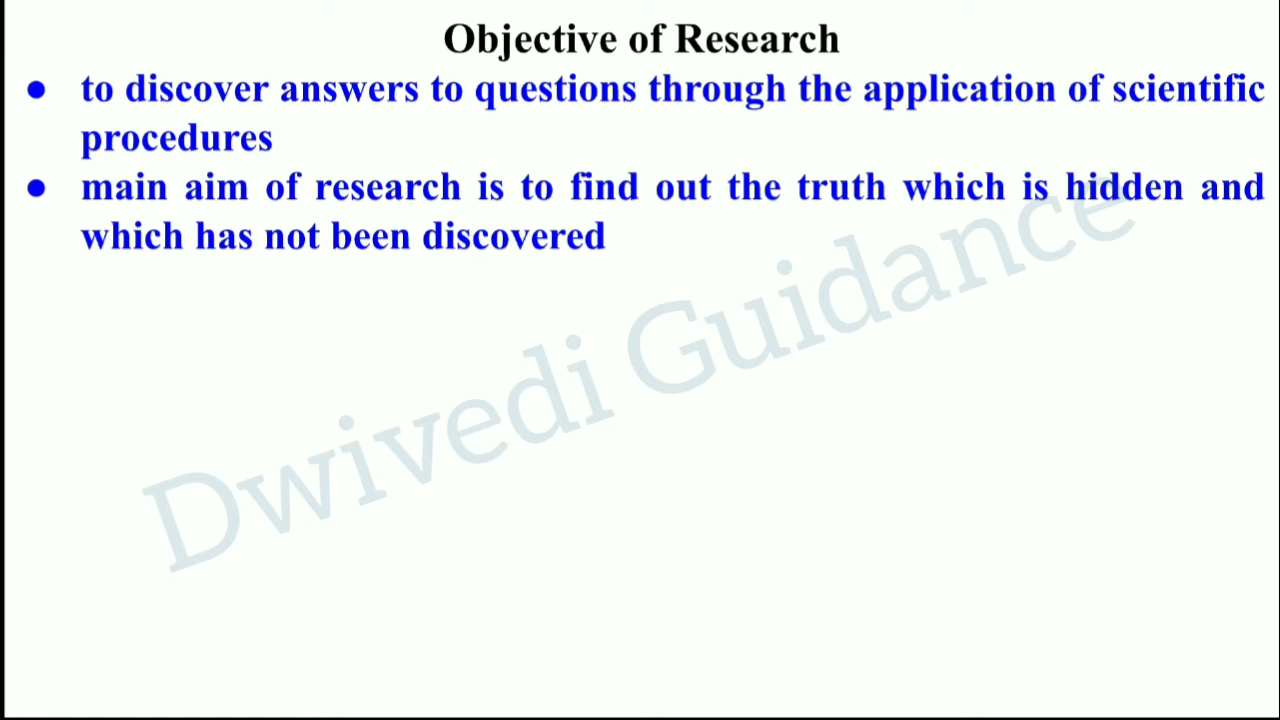 Objective of Research
● to discover answers to questions through the application of scientific
procedures
● main aim of research is to find out the truth which is hidden and
which has not been discovered
Dwivedi Guidance